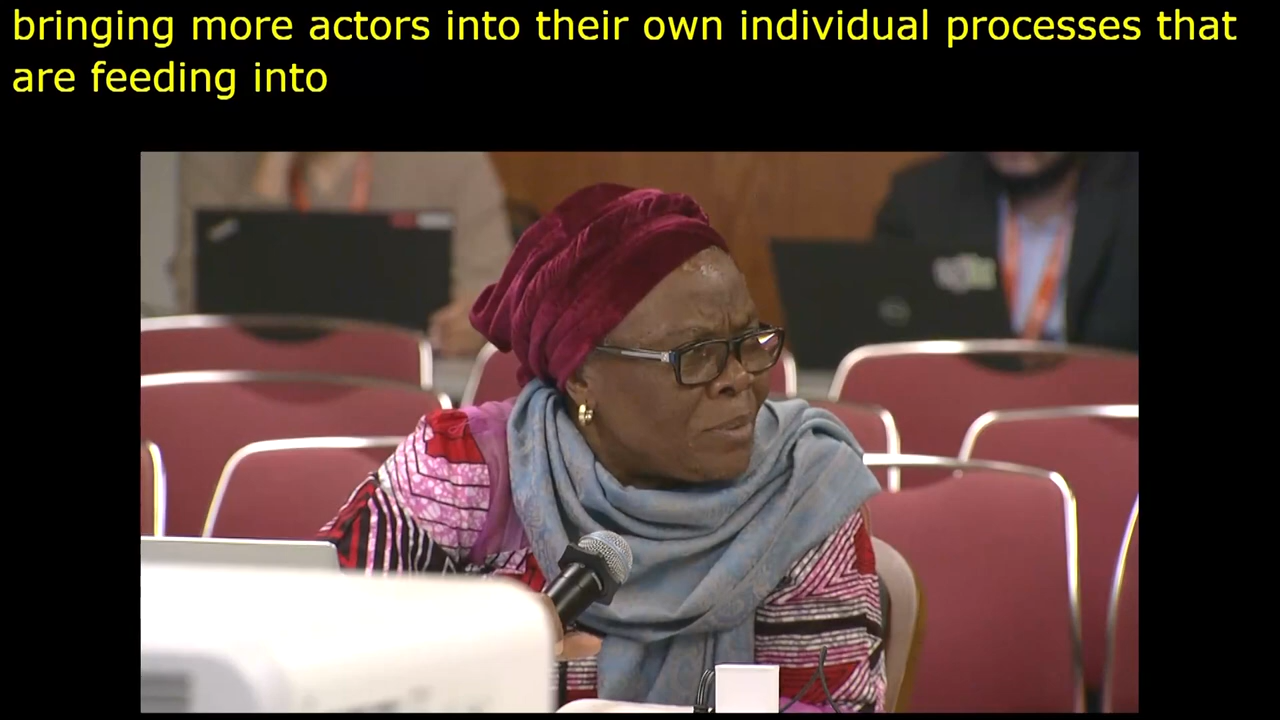 bringing more actors into their own individual processes that
are feeding into